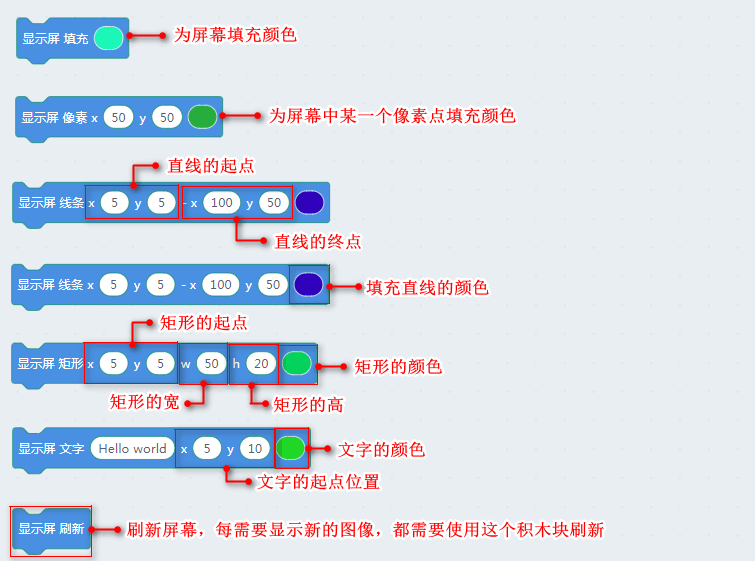 显示屏 填充
为屏幕填充颜色
显示屏 像素 x 50 y 50
为屏幕中某一个像素点填充颜色
直线的起点
显示屏 线条 x 5 y 5 - x 100 y 50
直线的终点
显示屏 线条 x 5 y 5 - x 100 y 50
填充直线的颜色
矩形的起点
显示屏 矩形 x 5 y 5 w 50 h 20
矩形的颜色
矩形的宽
矩形的高
显示屏 文字 Hello world x 5 y 10
文字的颜色
文字的起点位置
显示屏 刷新
刷新屏幕，每需要显示新的图像，都需要使用这个积木块刷新